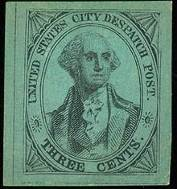 UNITED STATES CITY DESPATCH POST.
THREE CENTS.